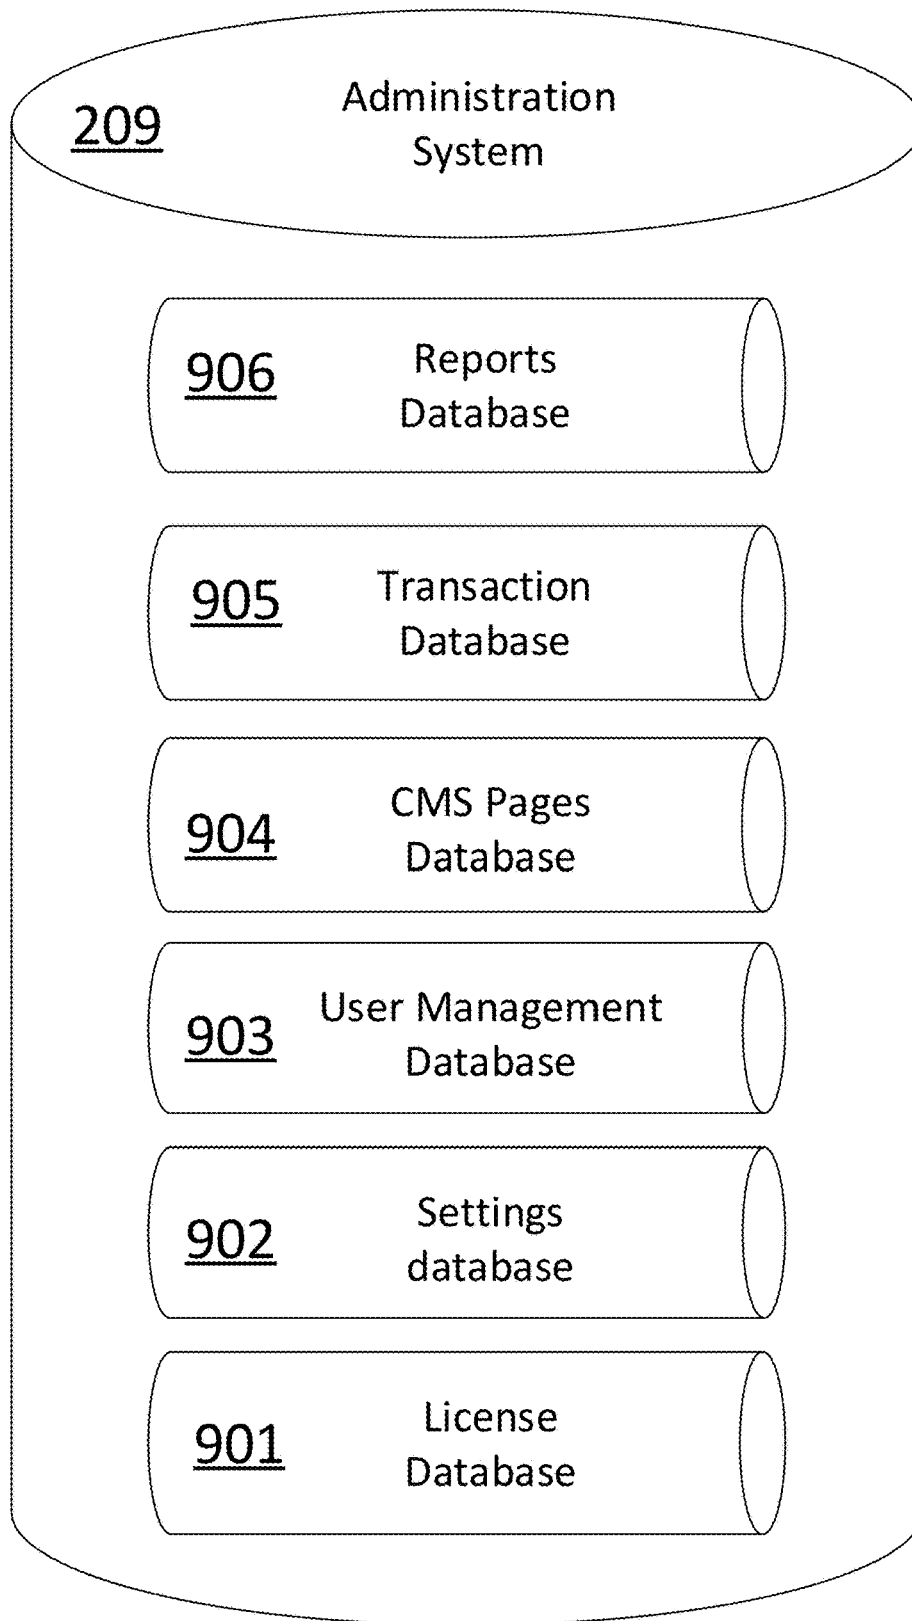 209
Administration
System
906
Reports
Database
905
Transaction
Database
904
CMS Pages
Database
903
User Management
Database
902
Settings
database
901
License
Database